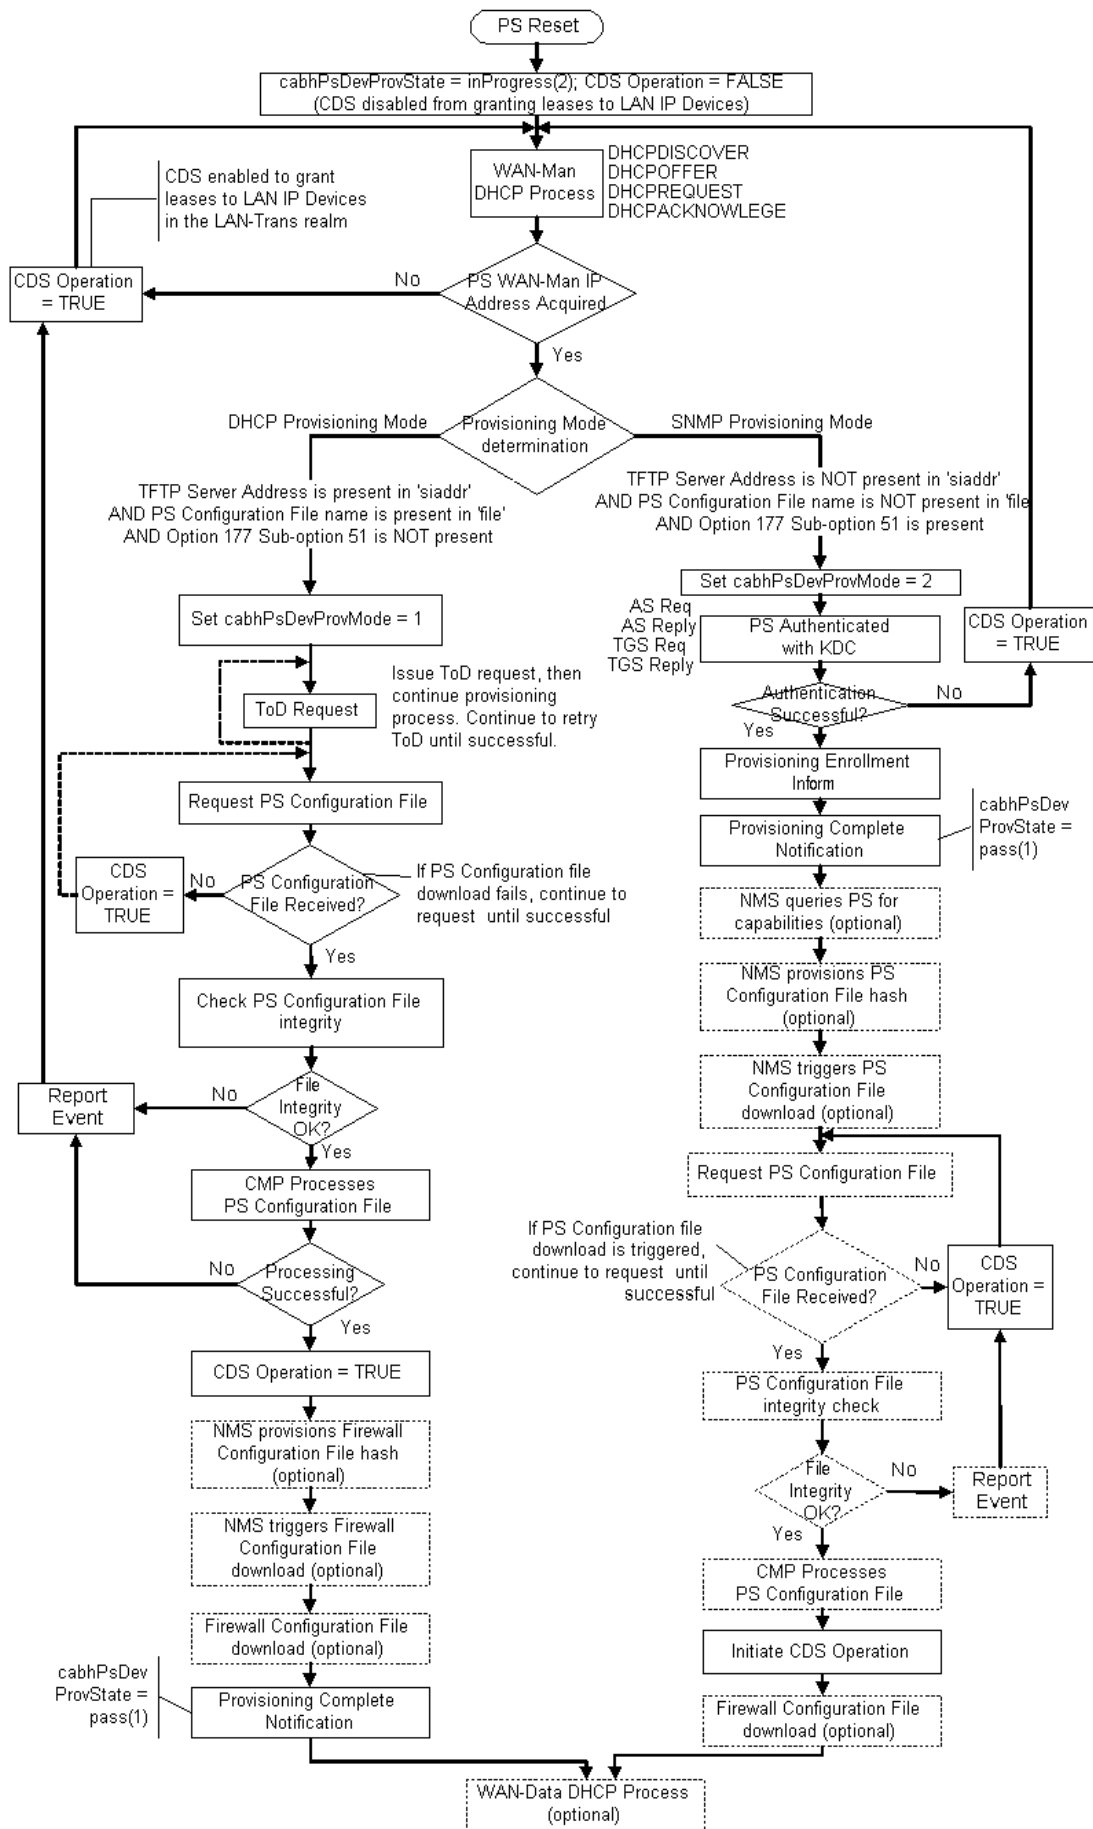 PS Reset
cabhPsDevProvState = inProgress(2); CDS Operation = FALSE
(CDS disabled from granting leases to LAN IP Devices)
WAN-Man
DHCP Process
DHCPDISCOVER
DHCPOFFER
DHCPREQUEST
DHCPACKNOWLEGE
CDS enabled to grant
leases to LAN IP Devices
in the LAN-Trans realm
CDS Operation
= TRUE
No
PS WAN-Man IP
Address Acquired
Yes
DHCP Provisioning Mode
Provisioning Mode
determination
SNMP Provisioning Mode
TFTP Server Address is present in 'siaddr'
AND PS Configuration File name is present in 'file'
AND Option 177 Sub-option 51 is NOT present
TFTP Server Address is NOT present in 'siaddr'
AND PS Configuration File name is NOT present in 'file
AND Option 177 Sub-option 51 is present
Set cabhPsDevProvMode = 1
ToD Request
Issue ToD request, then
continue provisioning
process. Continue to retry
ToD until successful.
Request PS Configuration File
CDS
Operation =
TRUE
No
PS Configuration
File Received?
If PS Configuration file
download fails, continue to
request until successful
Yes
Check PS Configuration File
integrity
Report
Event
No
File
Integrity
OK?
Yes
CMP Processes
PS Configuration File
No
Processing
Successful?
Yes
CDS Operation = TRUE
NMS provisions Firewall
Configuration File hash
(optional)
NMS triggers Firewall
Configuration File
download (optional)
Firewall Configuration File
download (optional)
cabhPsDev
ProvState =
pass(1)
Provisioning Complete
Notification
Set cabhPsDevProvMode = 2
AS Req
AS Reply
TGS Req
TGS Reply
PS Authenticated
with KDC
CDS Operation
= TRUE
Authentication
Successful?
No
Yes
Provisioning Enrollment
Inform
Provisioning Complete
Notification
cabhPsDev
ProvState =
pass(1)
NMS queries PS for
capabilities (optional)
NMS provisions PS
Configuration File hash
(optional)
NMS triggers PS
Configuration File
download (optional)
Request PS Configuration File
If PS Configuration file
download is triggered,
continue to request until
successful
PS Configuration
File Received?
No
CDS
Operation =
TRUE
Yes
PS Configuration File
integrity check
File
Integrity
OK?
No
Report
Event
Yes
CMP Processes
PS Configuration File
Initiate CDS Operation
Firewall Configuration File
download (optional)
WAN-Data DHCP Process
(optional)